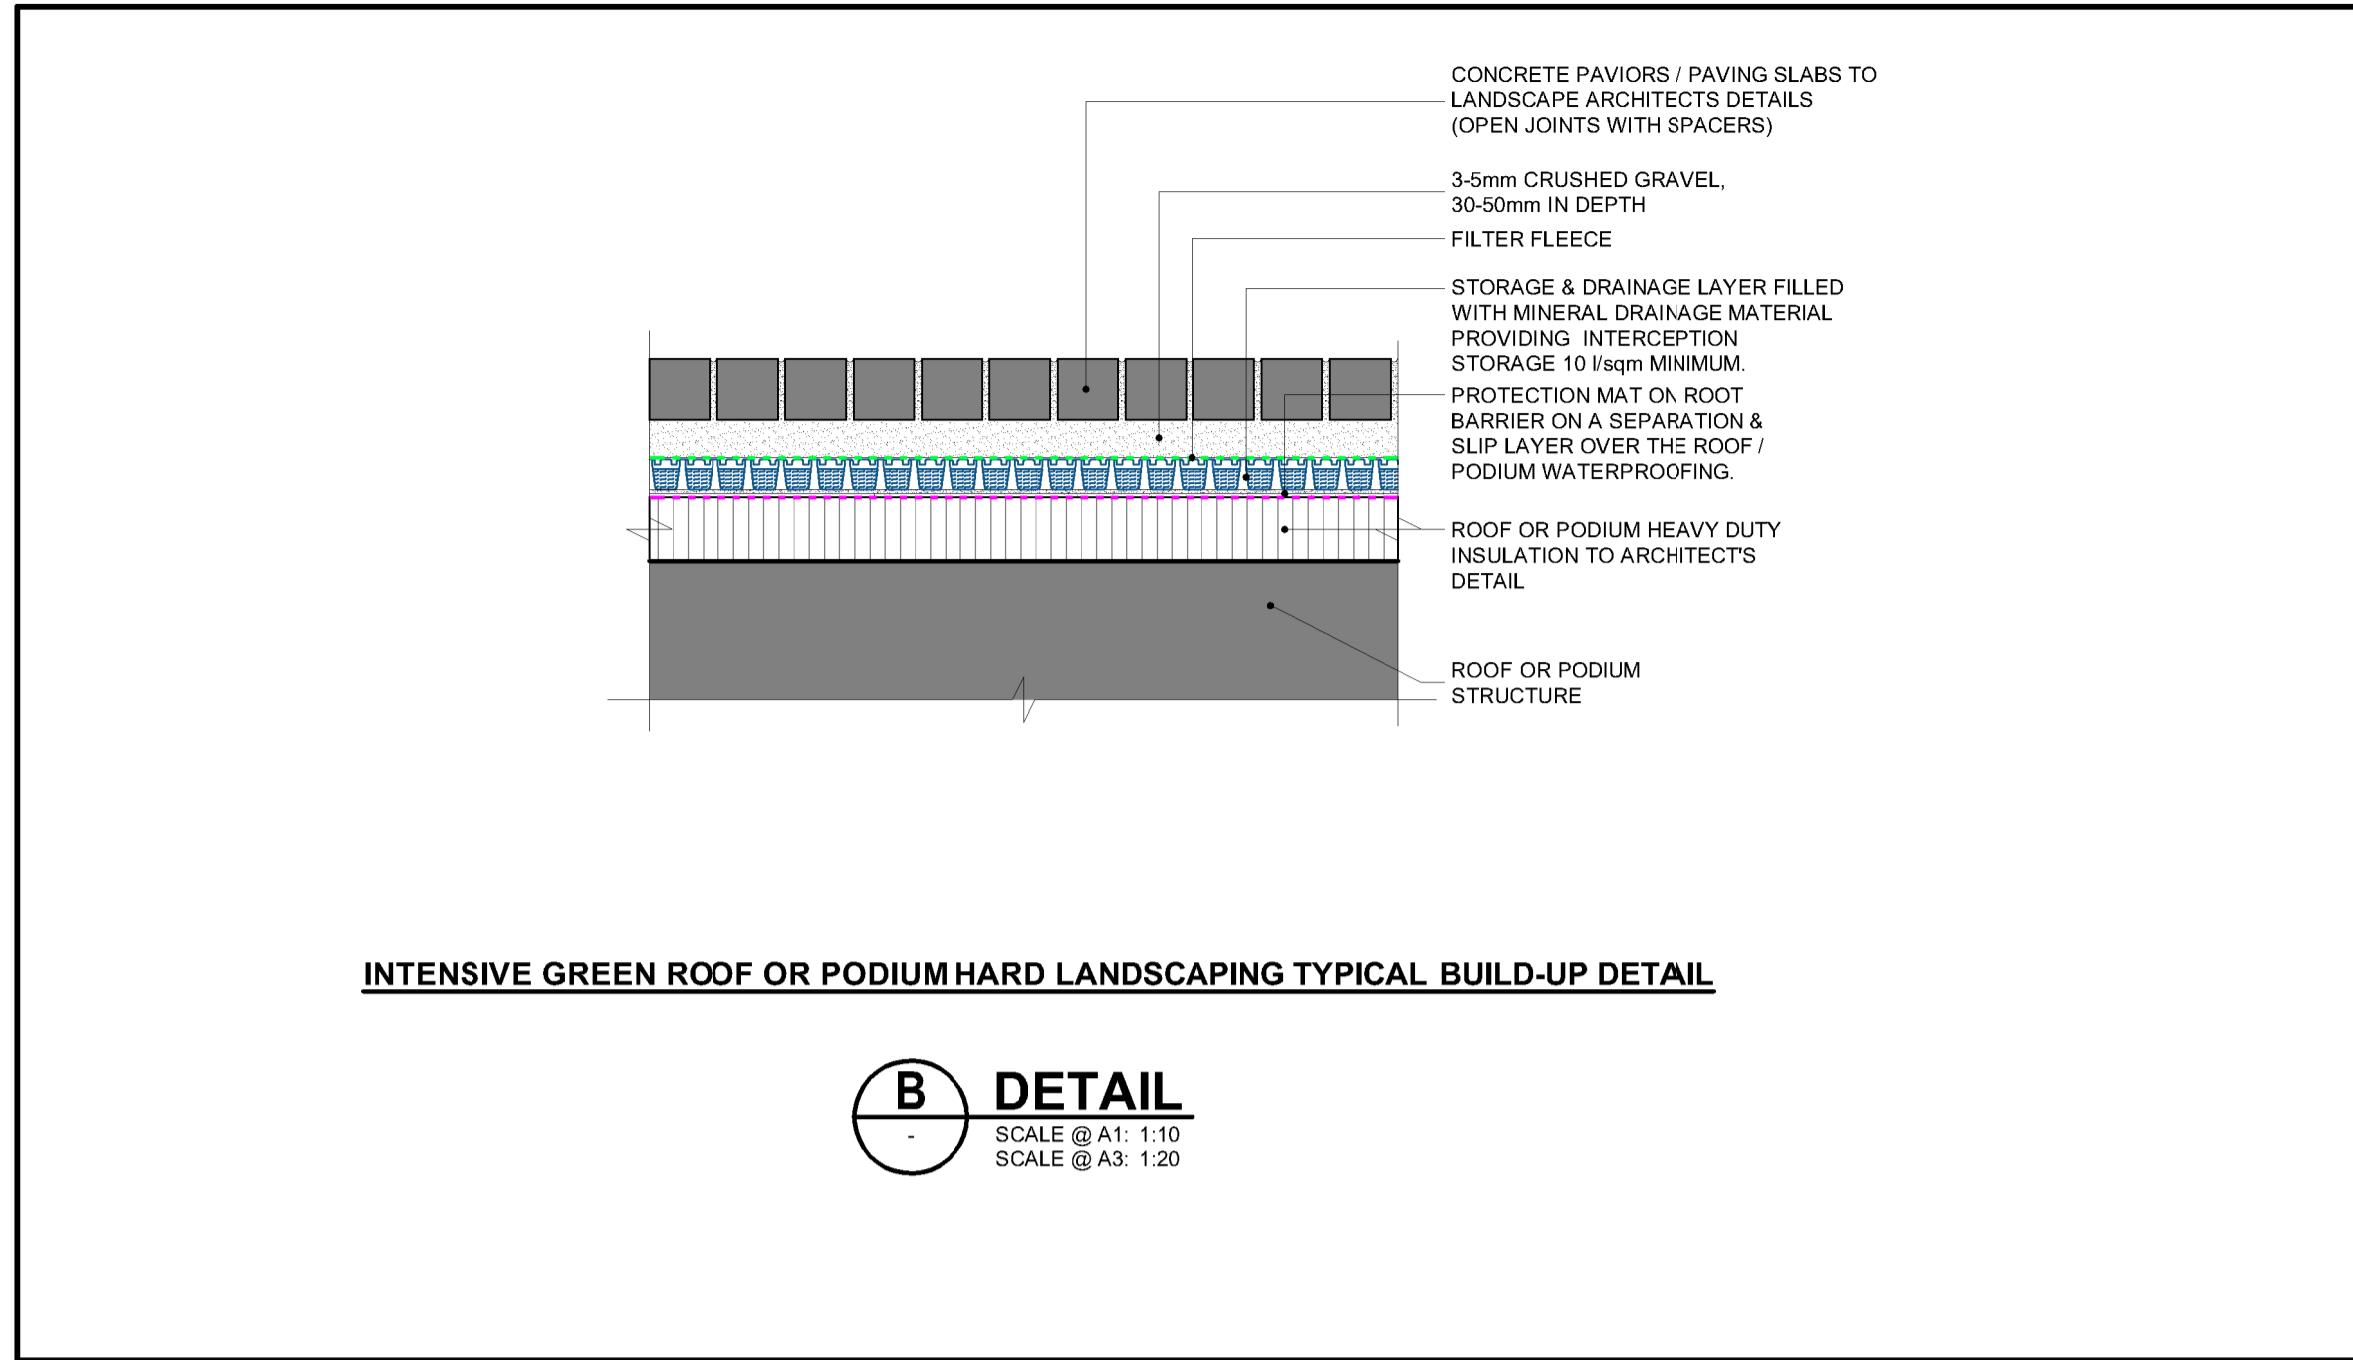 CONCRETE PAVIORS / PAVING SLABS TO
LANDSCAPE ARCHITECTS DETAILS
(OPEN JOINTS WITH SPACERS)
3-5mm CRUSHED GRAVEL,
30-50mm IN DEPTH
FILTER FLEECE
STORAGE & DRAINAGE LAYER FILLED
WITH MINERAL DRAINAGE MATERIAL
PROVIDING INTERCEPTION
STORAGE 10 l/sqm MINIMUM.
PROTECTION MAT ON ROOT
BARRIER ON A SEPARATION &
SLIP LAYER OVER THE ROOF /
PODIUM WATERPROOFING.
ROOF OR PODIUM HEAVY DUTY
INSULATION TO ARCHITECT'S
DETAIL
ROOF OR PODIUM
STRUCTURE
INTENSIVE GREEN ROOF OR PODIUM HARD LANDSCAPING TYPICAL BUILD-UP DETAIL
B
-
DETAIL
SCALE @ A1: 1:10
SCALE @ A3: 1:20